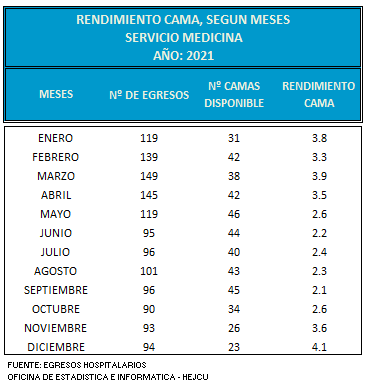 RENDIMIENTO CAMA, SEGUN MESES
SERVICIO MEDICINA
AÑO: 2021
MESES Nº DE EGRESOS Nº CAMAS DISPONIBLE RENDIMIENTO CAMA
ENERO 119 31 3.8
FEBRERO 139 42 3.3
MARZO 149 38 3.9
ABRIL 145 42 3.5
MAYO 119 46 2.6
JUNIO 95 44 2.2
JULIO 96 40 2.4
AGOSTO 101 43 2.3
SEPTIEMBRE 96 45 2.1
OCTUBRE 90 34 2.6
NOVIEMBRE 93 26 3.6
DICIEMBRE 94 23 4.1
FUENTE: EGRESOS HOSPITALARIOS
OFICINA DE ESTADISTICA E INFORMATICA - HEJCU